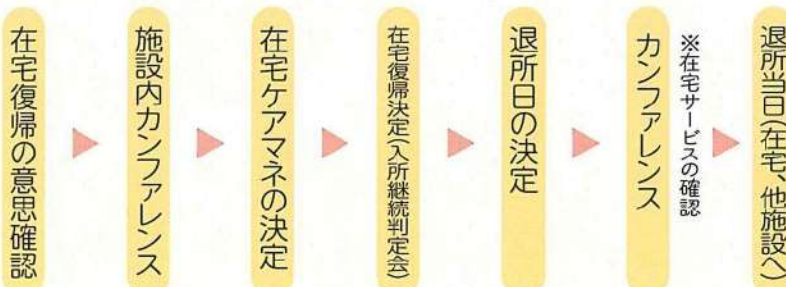 在宅復帰の意思確認
施設内カンファレンス
在宅ケアマネの決定
在宅復帰決定(入所継続判定会)
退所日の決定
カンファレンス
※在宅サービスの確認
退所当日(在宅、他施設へ)